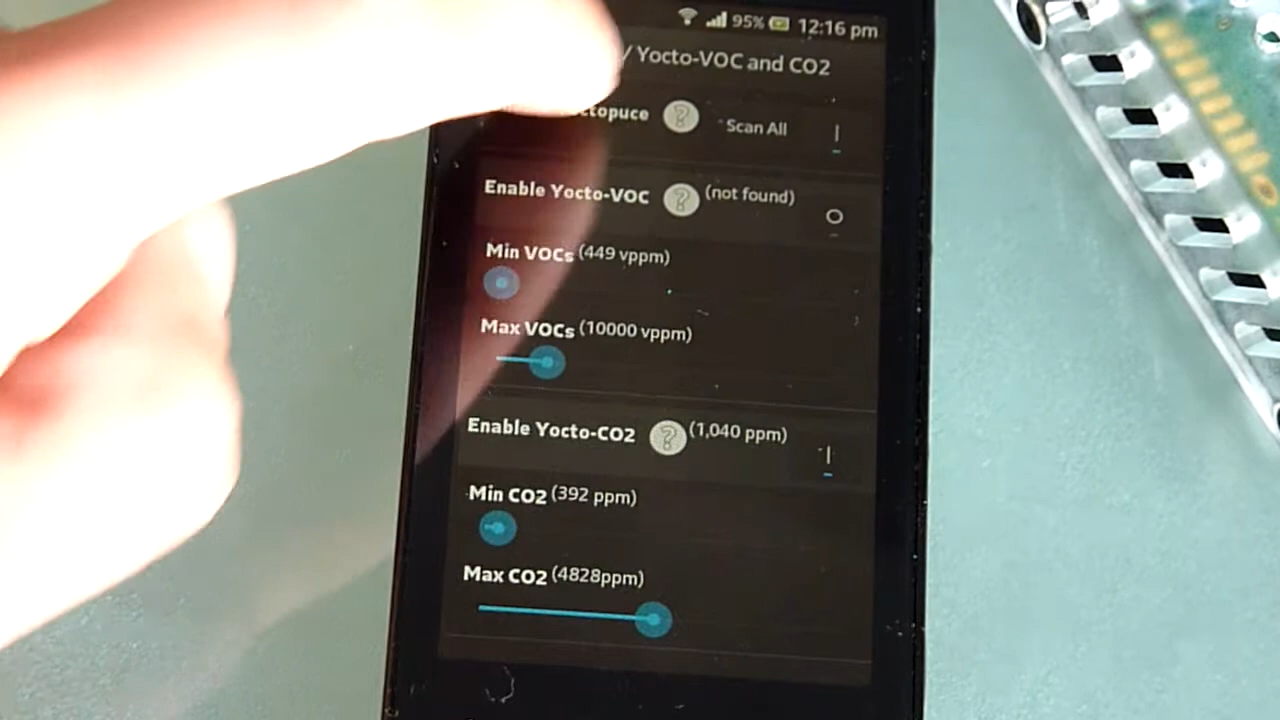 95% 12:16 pm
/ Yocto-VOC and CO2
Scan All
Enable Yocto-VOC ? (not found)
Min VOCs (449 vppm)
Max VOCs (10000 vppm)
Enable Yocto-CO2 ? (1,040 ppm)
Min CO2 (392 ppm)
Max CO2 (4828ppm)